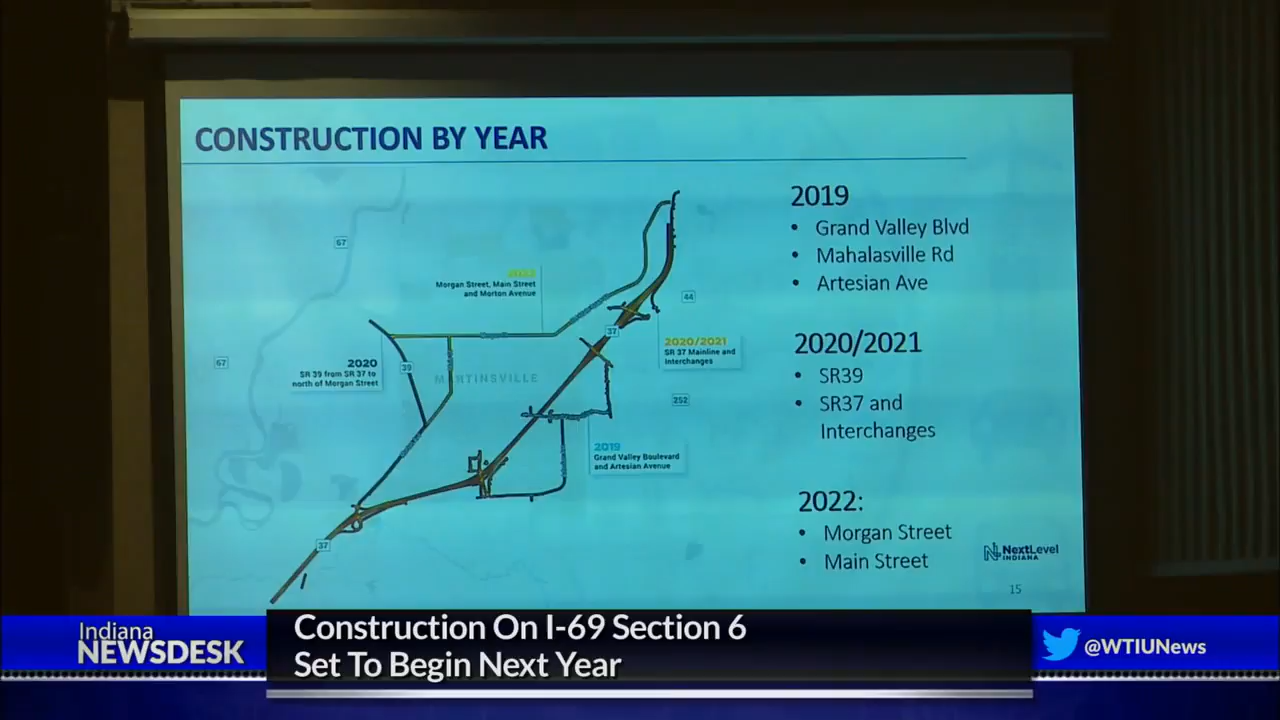 CONSTRUCTION BY YEAR
67
2022
Morgan Street, Main Street
and Morton Avenue
44
37
2020/2021
SR 37 Mainline and
Interchanges
67
2020
SR 39 from SR 37 to
north of Morgan Street
39
MARTINSVILLE
252
2019
Grand Valley Boulevard
and Artesian Avenue
37
2019
• Grand Valley Blvd
• Mahalasville Rd
• Artesian Ave
2020/2021
• SR39
• SR37 and
Interchanges
2022:
• Morgan Street
• Main Street
NextLevel
INDIANA
15
Indiana
NEWSDESK
Construction On I-69 Section 6
Set To Begin Next Year
@WTIUNews